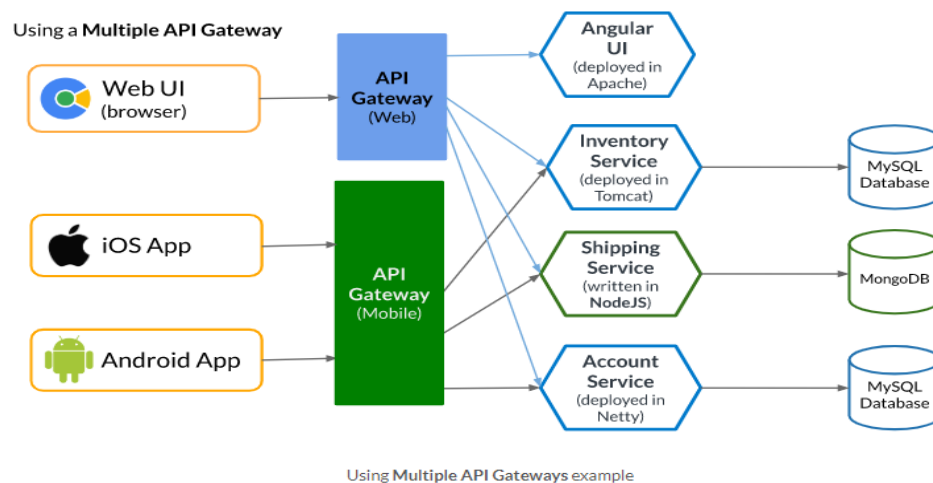 Using a Multiple API Gateway
Web UI
(browser)
iOS App
Android App
API
Gateway
(Web)
API
Gateway
(Mobile)
Angular
UI
(deployed in
Apache)
Inventory
Service
(deployed in
Tomcat)
Shipping
Service
(written in
NodeJS)
Account
Service
(deployed in
Netty)
MySQL
Database
MongoDB
MySQL
Database
Using Multiple API Gateways example